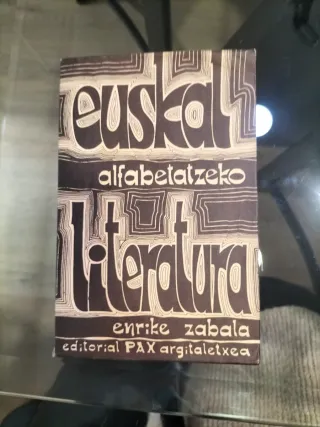 euskal
alfabetatzeko
literatura
enrike zabala
editorial PAX argitaletxea